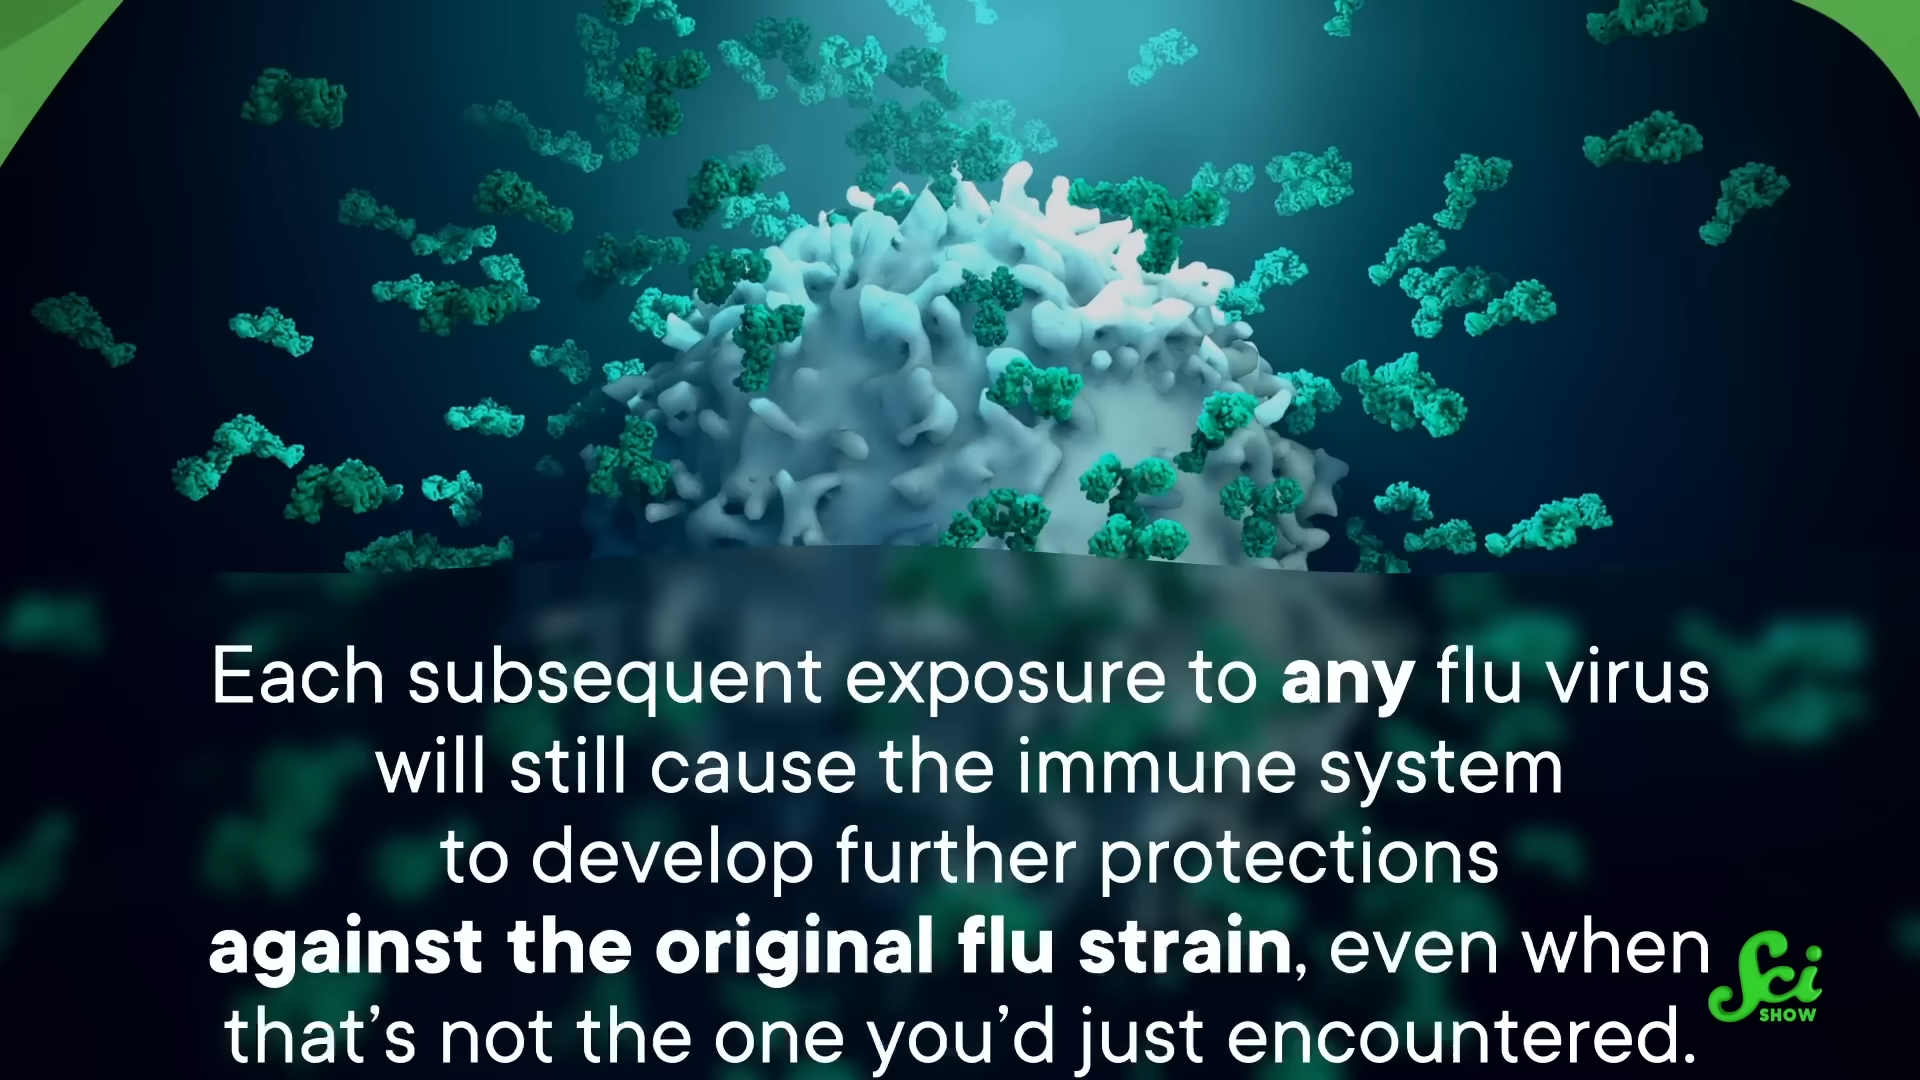 Each subsequent exposure to any flu virus
will still cause the immune system
to develop further protections
against the original flu strain, even when
that’s not the one you’d just encountered.
Sci
SHOW